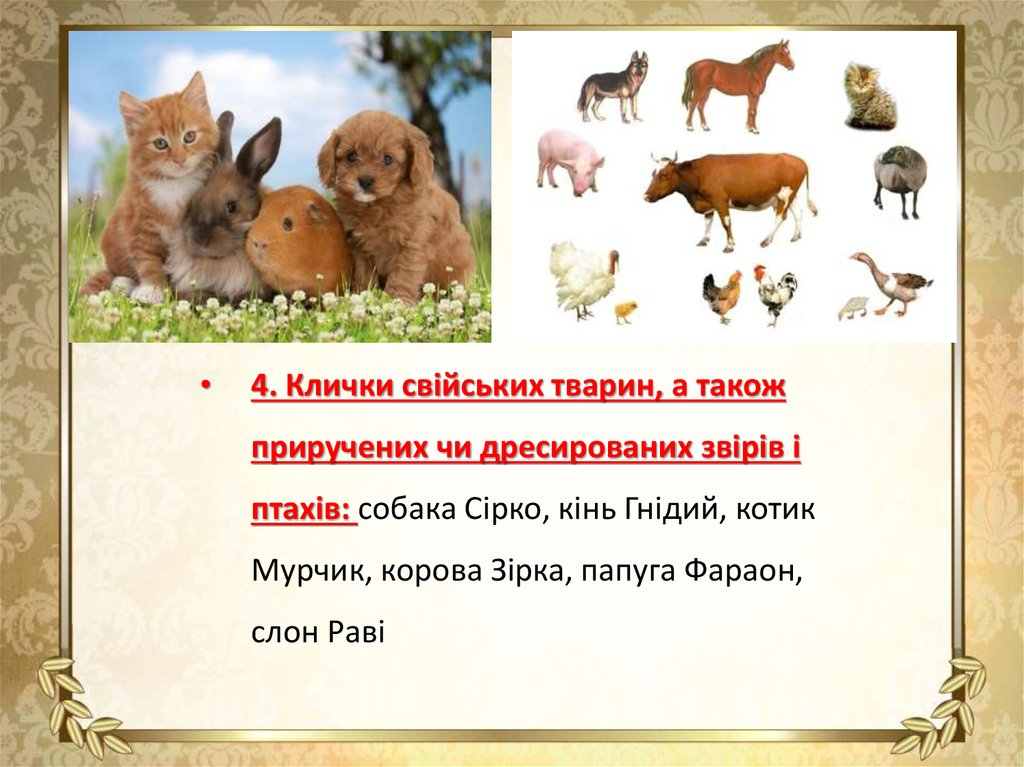 • 4. Клички свійських тварин, а також
приручених чи дресированих звірів і
птахів: собака Сірко, кінь Гнідий, котик
Мурчик, корова Зірка, папуга Фараон,
слон Раві